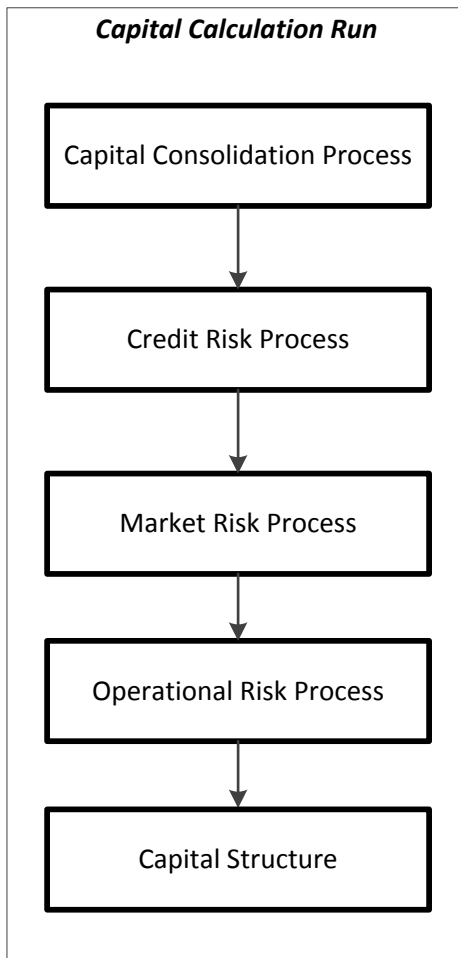 Capital Calculation Run
Capital Consolidation Process
Credit Risk Process
Market Risk Process
Operational Risk Process
Capital Structure